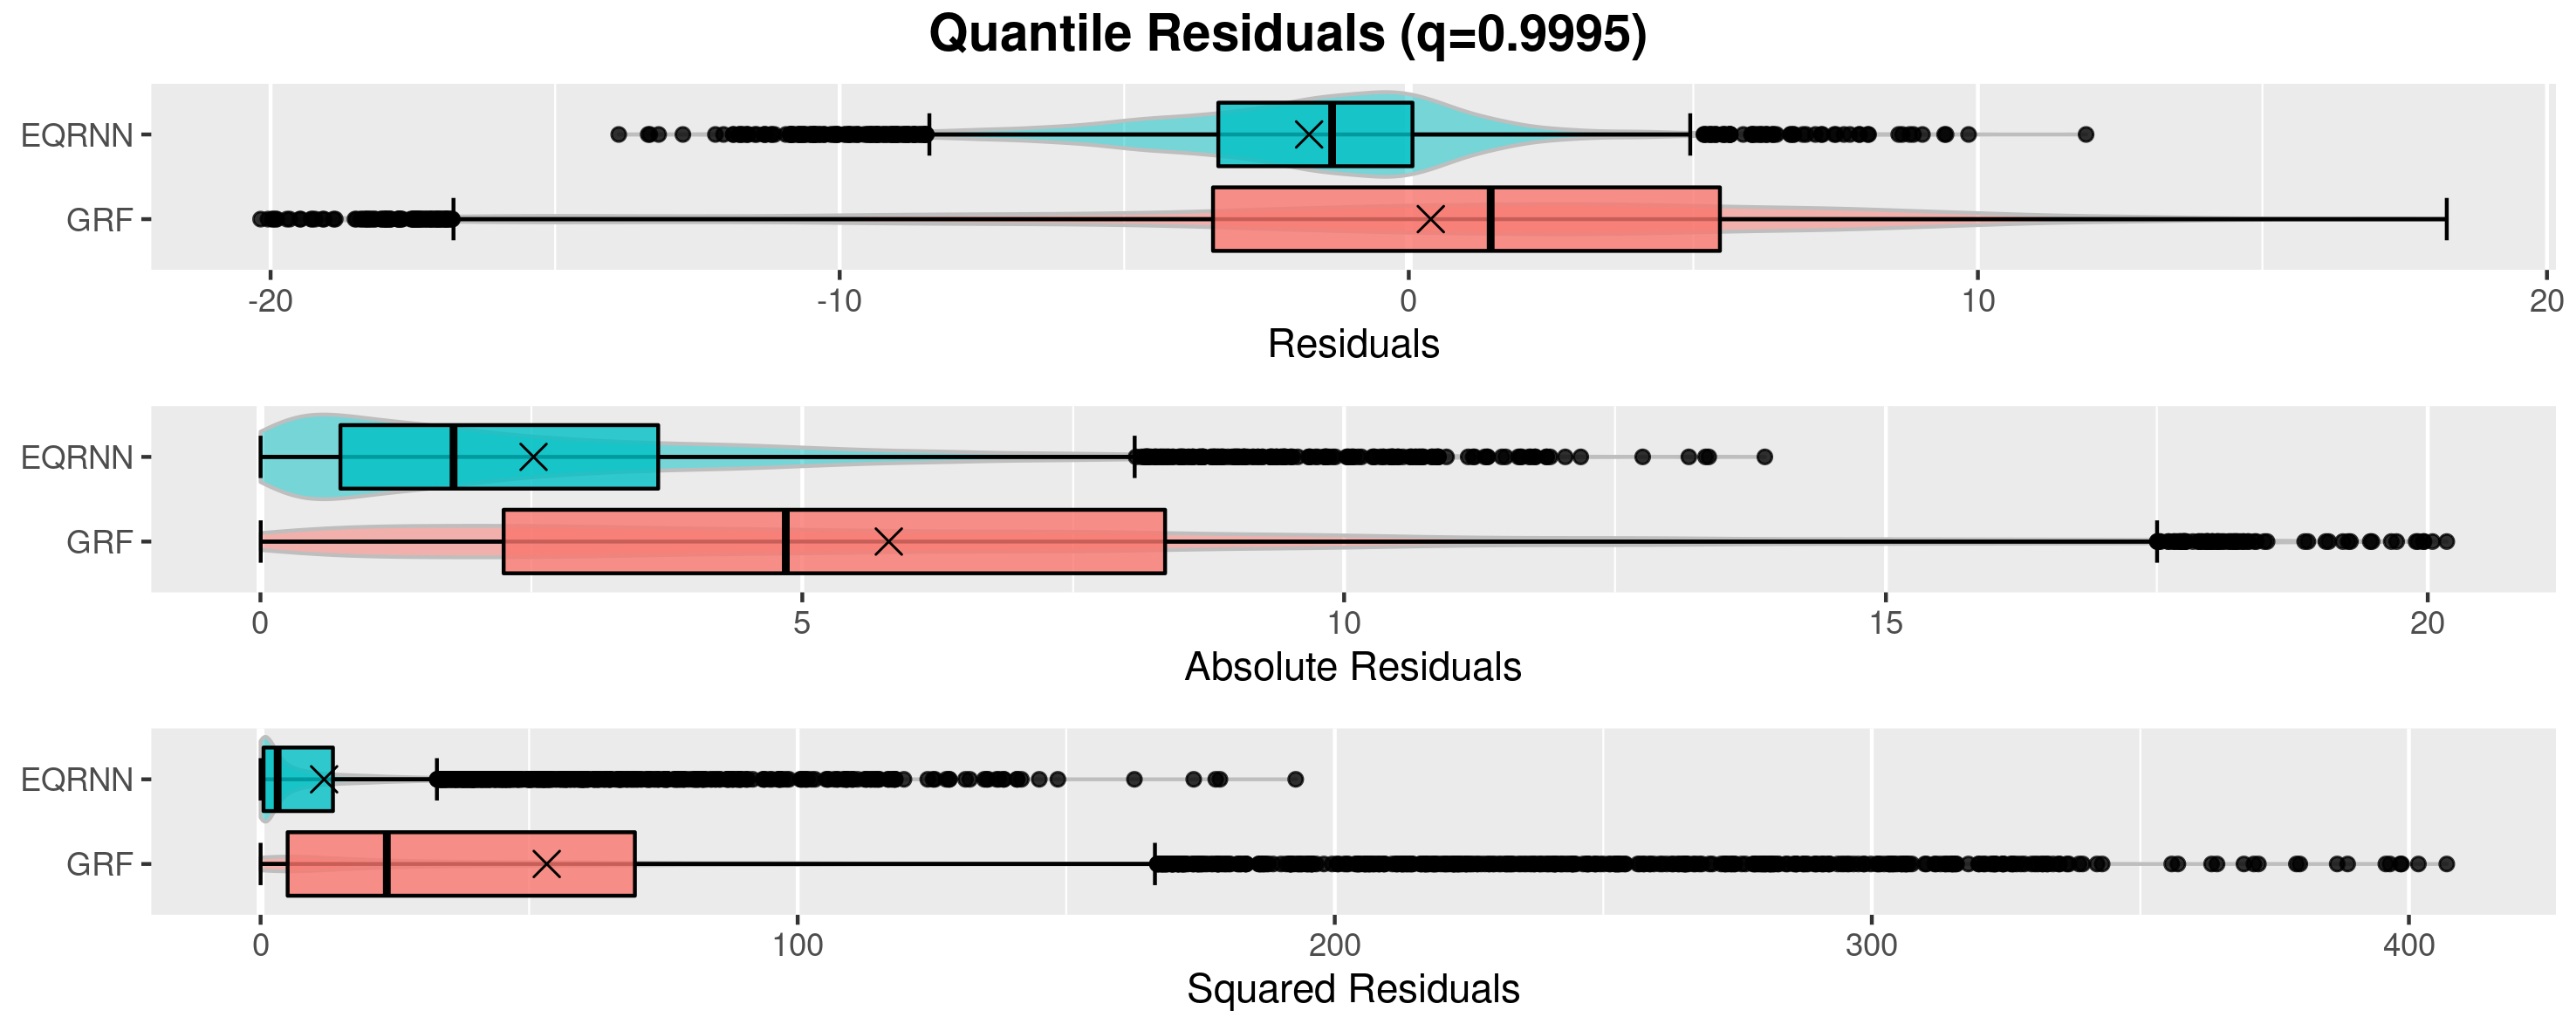 Quantile Residuals (q=0.9995)
EQRNN
GRF
-20 -10 0 10 20
Residuals
EQRNN
GRF
0 5 10 15 20
Absolute Residuals
EQRNN
GRF
0 100 200 300 400
Squared Residuals